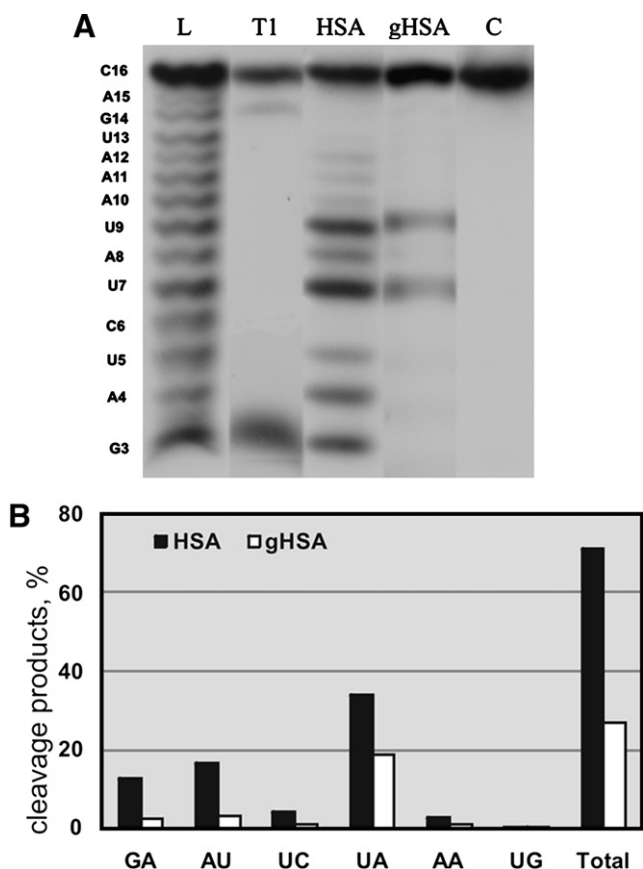 A
L T1 HSA gHSA C
C16
A15
G14
U13
A12
A11
A10
U9
A8
U7
C6
U5
A4
G3
B
80
HSA gHSA
60
40
20
0
cleavage products, %
GA AU UC UA AA UG Total